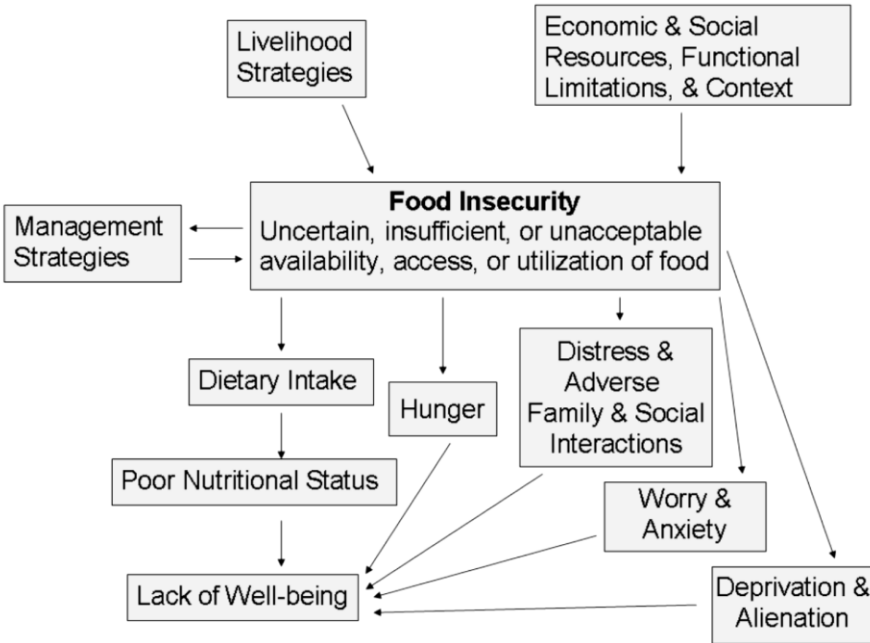 Livelihood
Strategies
Economic & Social
Resources, Functional
Limitations, & Context
Food Insecurity
Uncertain, insufficient, or unacceptable
availability, access, or utilization of food
Management
Strategies
Dietary Intake
Hunger
Distress &
Adverse
Family & Social
Interactions
Poor Nutritional Status
Worry &
Anxiety
Lack of Well-being
Deprivation &
Alienation